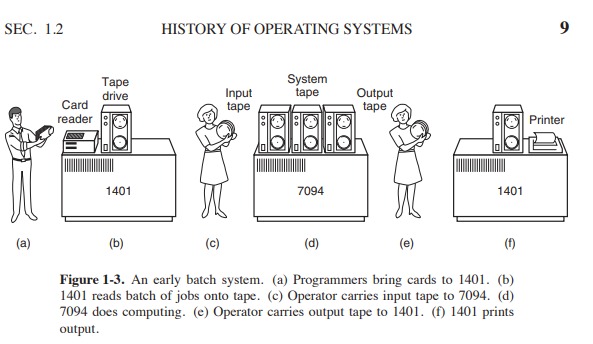 SEC. 1.2 HISTORY OF OPERATING SYSTEMS 9
Card
reader
Tape
drive
Input
tape
System
tape
Output
tape
Printer
1401
7094
1401
(a) (b) (c) (d) (e) (f)
Figure 1-3. An early batch system. (a) Programmers bring cards to 1401. (b)
1401 reads batch of jobs onto tape. (c) Operator carries input tape to 7094. (d)
7094 does computing. (e) Operator carries output tape to 1401. (f) 1401 prints
output.